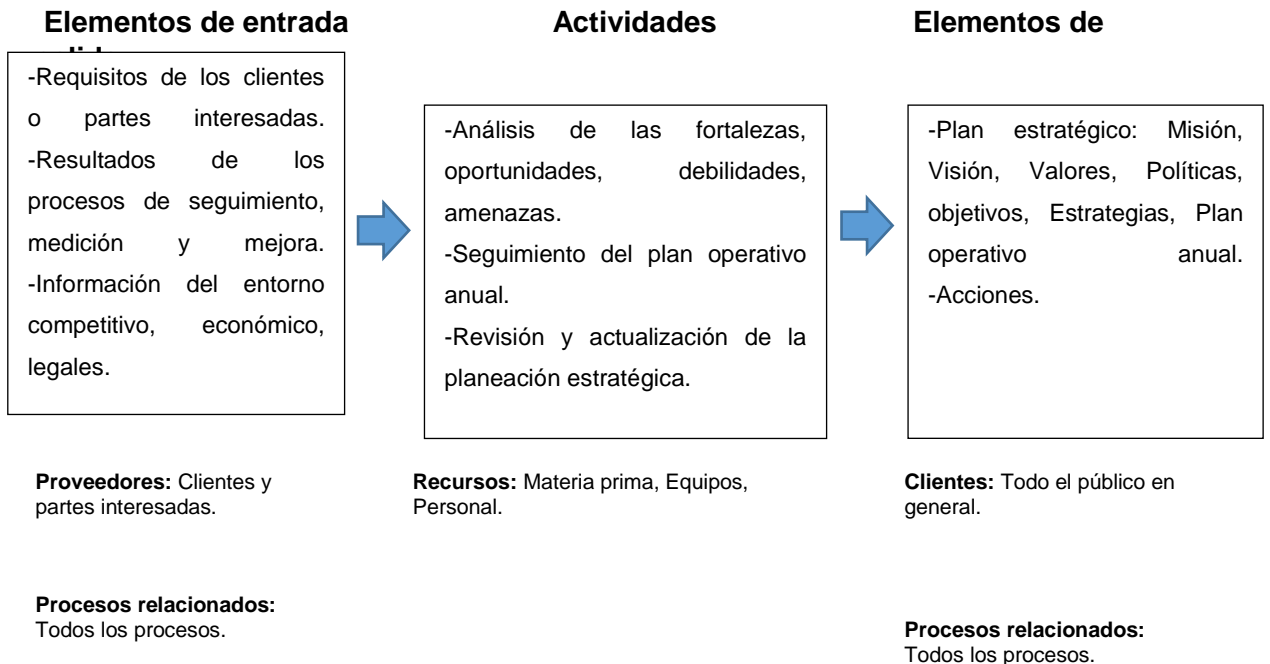 Elementos de entrada
Actividades
Elementos de
-Requisitos de los clientes
o partes interesadas.
-Resultados de los
procesos de seguimiento,
medición y mejora.
-Información del entorno
competitivo, económico,
legales.
-Análisis de las fortalezas,
oportunidades, debilidades,
amenazas.
-Seguimiento del plan operativo
anual.
-Revisión y actualización de la
planeación estratégica.
-Plan estratégico: Misión,
Visión, Valores, Políticas,
objetivos, Estrategias, Plan
operativo anual.
-Acciones.
Proveedores: Clientes y
partes interesadas.
Recursos: Materia prima, Equipos,
Personal.
Clientes: Todo el público en
general.
Procesos relacionados:
Todos los procesos.
Procesos relacionados:
Todos los procesos.